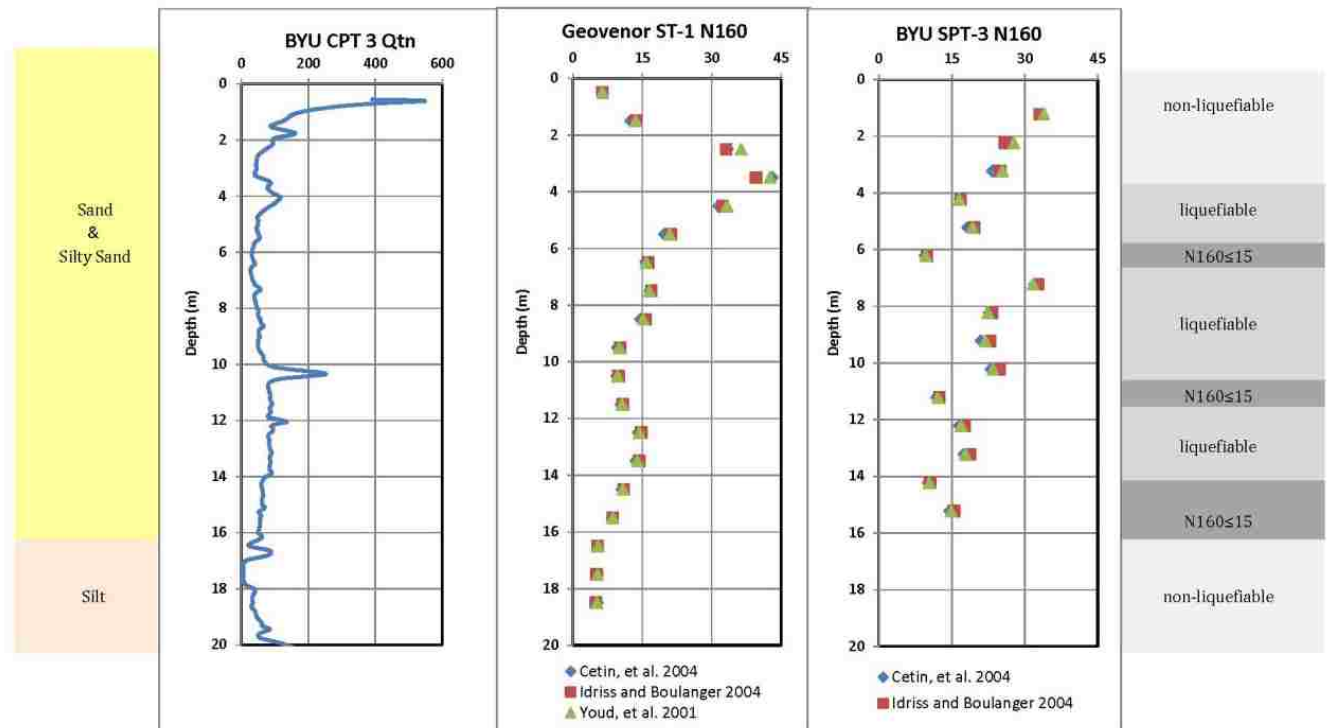 Sand
&
Silty Sand
Silt
BYU CPT 3 Qtn
0 200 400 600
Depth (m)
0
2
4
6
8
10
12
14
16
18
20
Geovenor ST-1 N160
0 15 30 45
Depth (m)
0
2
4
6
8
10
12
14
16
18
20
Cetin, et al. 2004
Idriss and Boulanger 2004
Youd, et al. 2001
BYU SPT-3 N160
0 15 30 45
Depth (m)
0
2
4
6
8
10
12
14
16
18
20
Cetin, et al. 2004
Idriss and Boulanger 2004
non-liquefiable
liquefiable
N160≤15
liquefiable
N160≤15
liquefiable
N160≤15
non-liquefiable